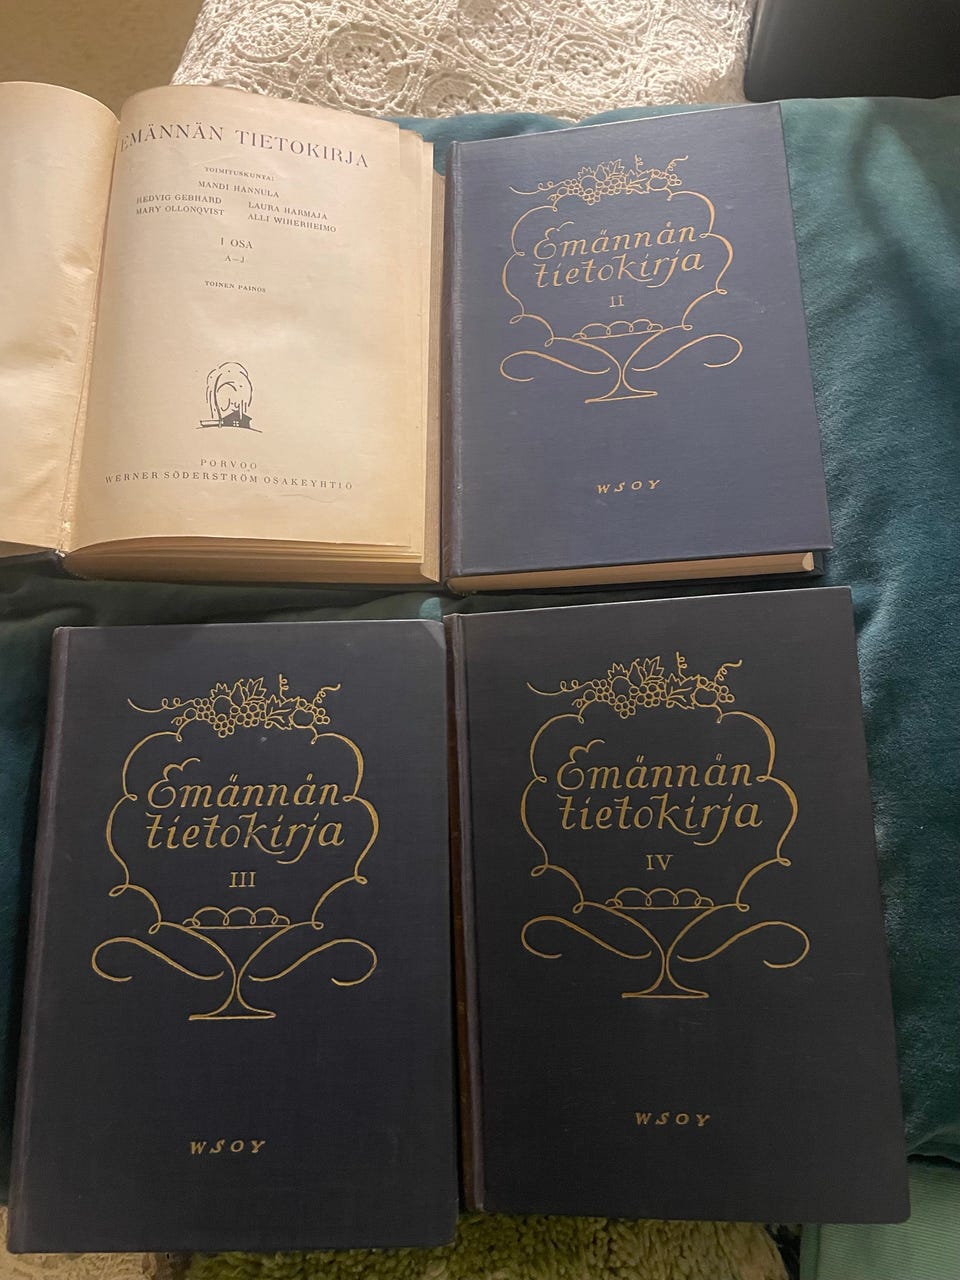 EMÄNNÄN TIETOKIRJA
TOIMITUSKUNTA:
MANDI HANNULA
HEDVIG GEBHARD LAURA HARMAJA
MARY OLLONQVIST ALLI WIHERHEIMO
I OSA
A—J
TOINEN PAINOS
PORVOO
WERNER SÖDERSTRÖM OSAKEYHTIÖ
Emännän
tietokirja
II
WSOY
Emännän
tietokirja
III
WSOY
Emännän
tietokirja
IV
WSOY